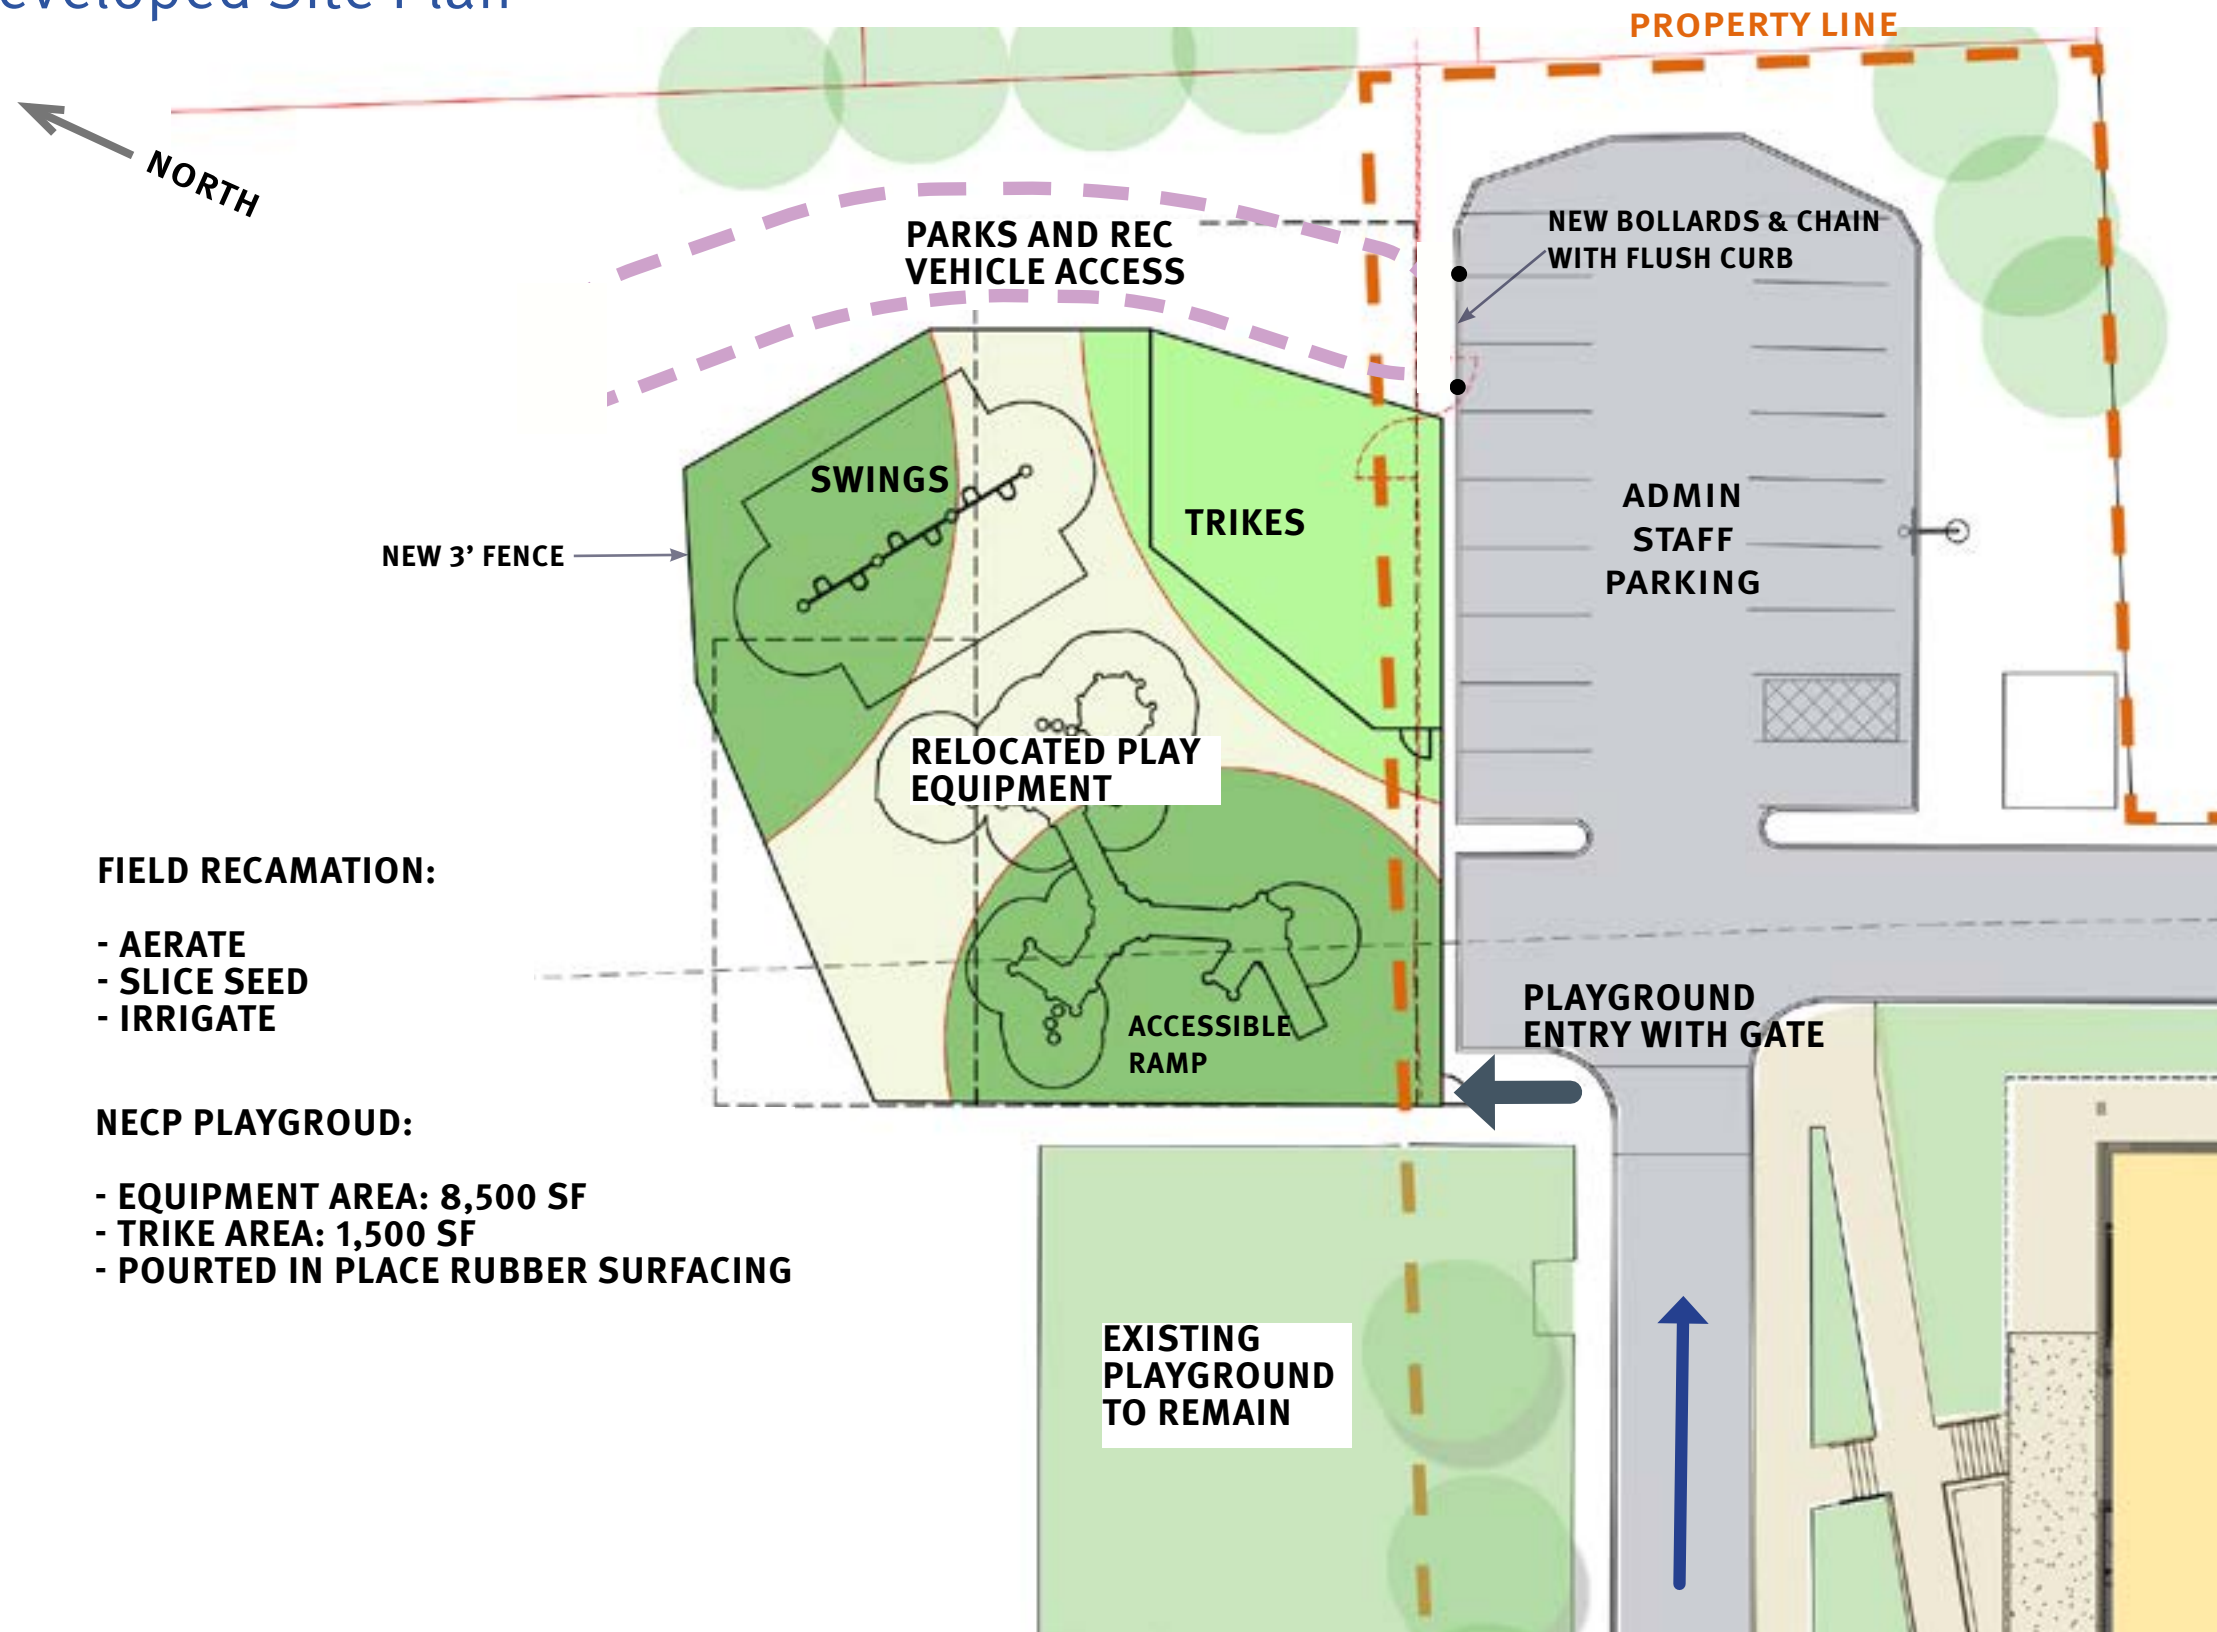 eveloped Site Plan
PROPERTY LINE
NORTH
PARKS AND REC
VEHICLE ACCESS
NEW BOLLARDS & CHAIN
WITH FLUSH CURB
SWINGS
TRIKES
ADMIN
STAFF
PARKING
NEW 3’ FENCE
RELOCATED PLAY
EQUIPMENT
FIELD RECAMATION:
- AERATE
- SLICE SEED
- IRRIGATE
PLAYGROUND
ENTRY WITH GATE
ACCESSIBLE
RAMP
NECP PLAYGROUD:
- EQUIPMENT AREA: 8,500 SF
- TRIKE AREA: 1,500 SF
- POURTED IN PLACE RUBBER SURFACING
EXISTING
PLAYGROUND
TO REMAIN